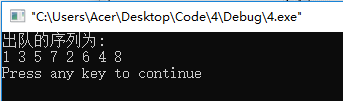 "C:\Users\Acer\Desktop\Code\4\Debug\4.exe"
出队的序列为:
1 3 5 7 2 6 4 8
Press any key to continue